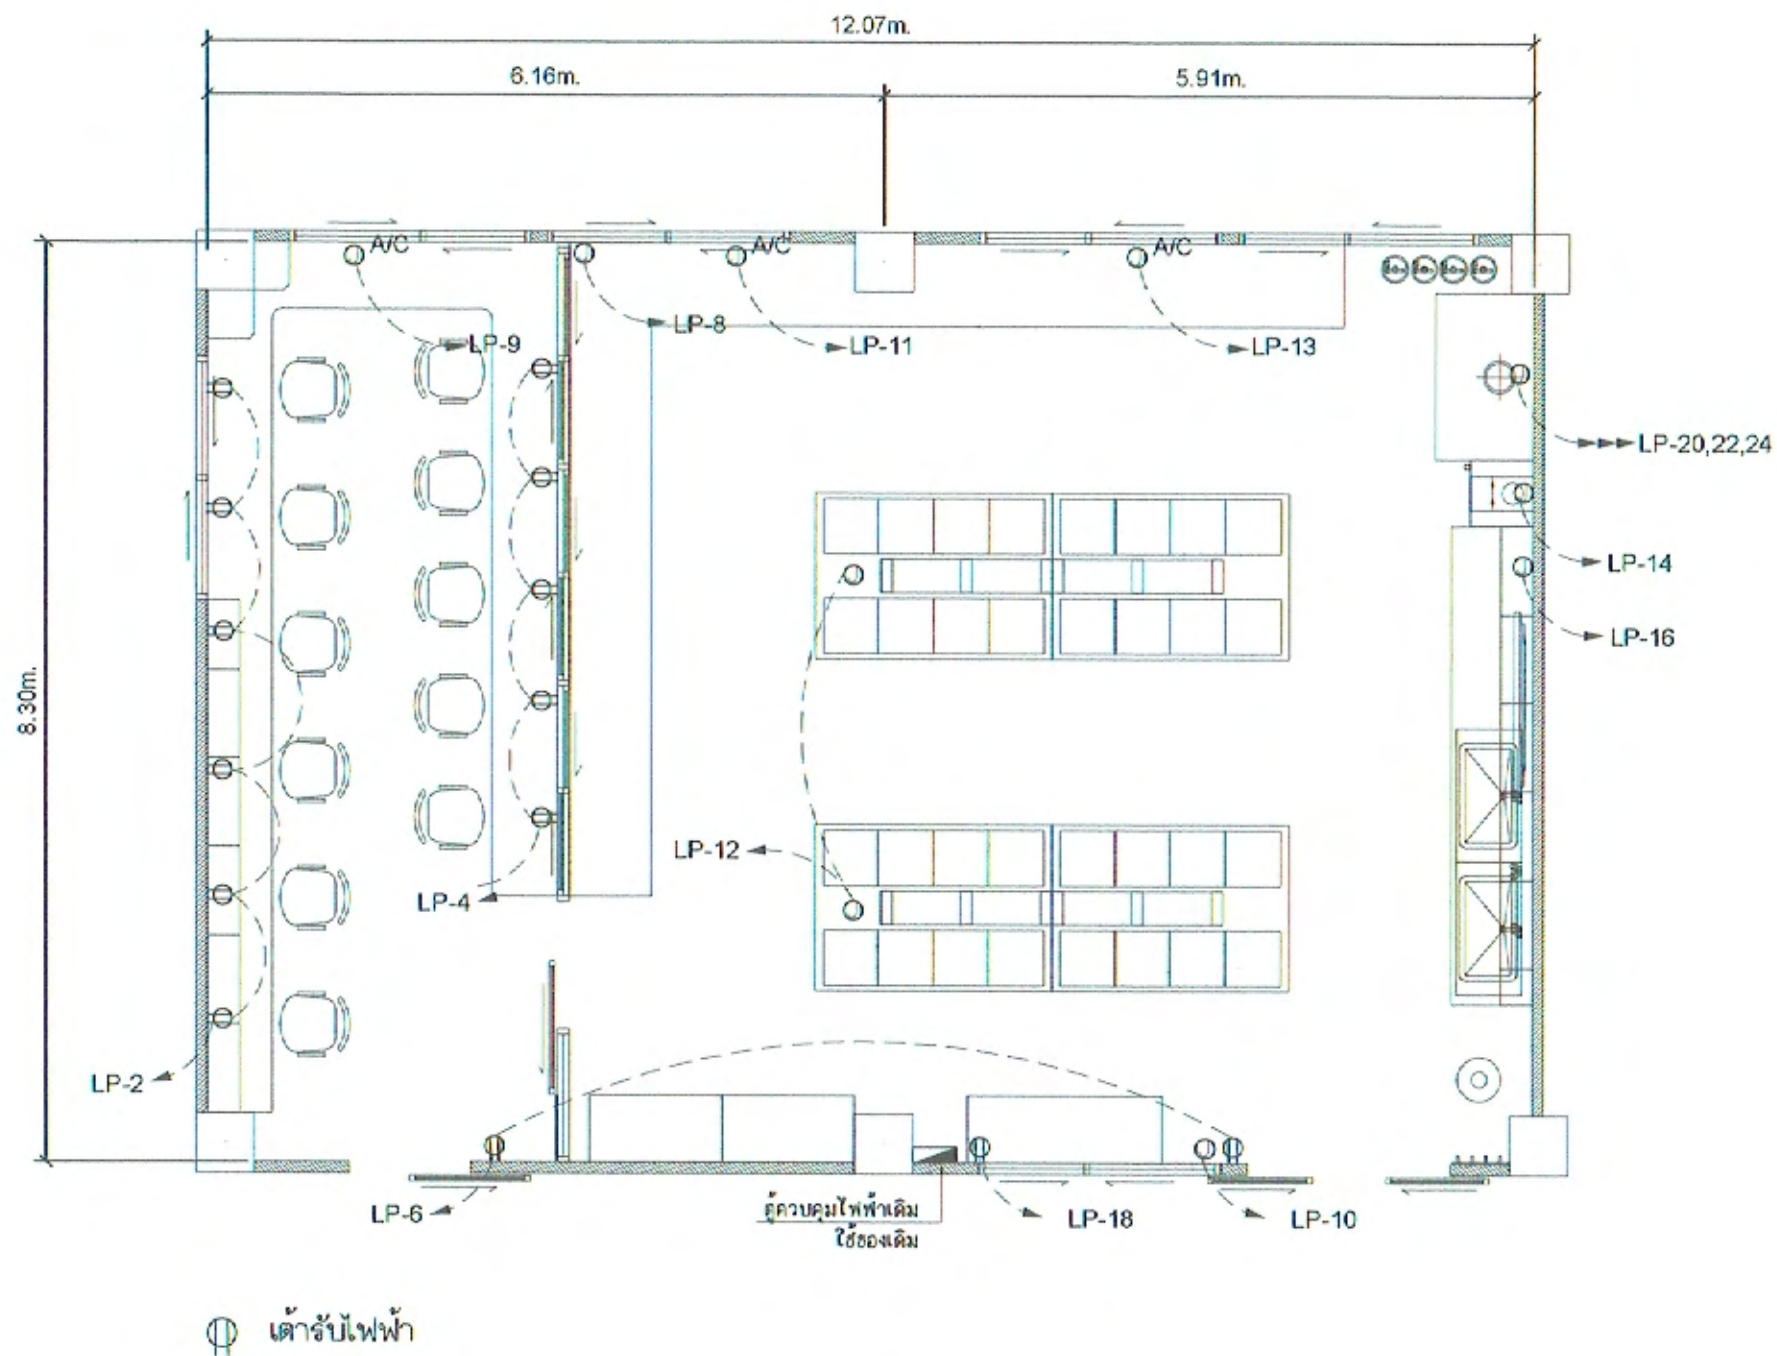 12.07m.
6.16m.
5.91m.
A/C
A/C
A/C
LP-8
LP-9
LP-11
LP-13
LP-20,22,24
LP-14
LP-16
8.30m.
LP-12
LP-4
LP-2
LP-6
ตู้ควบคุมไฟฟ้าเดิม
ใช้ของเดิม
LP-18
LP-10
เต้ารับไฟฟ้า